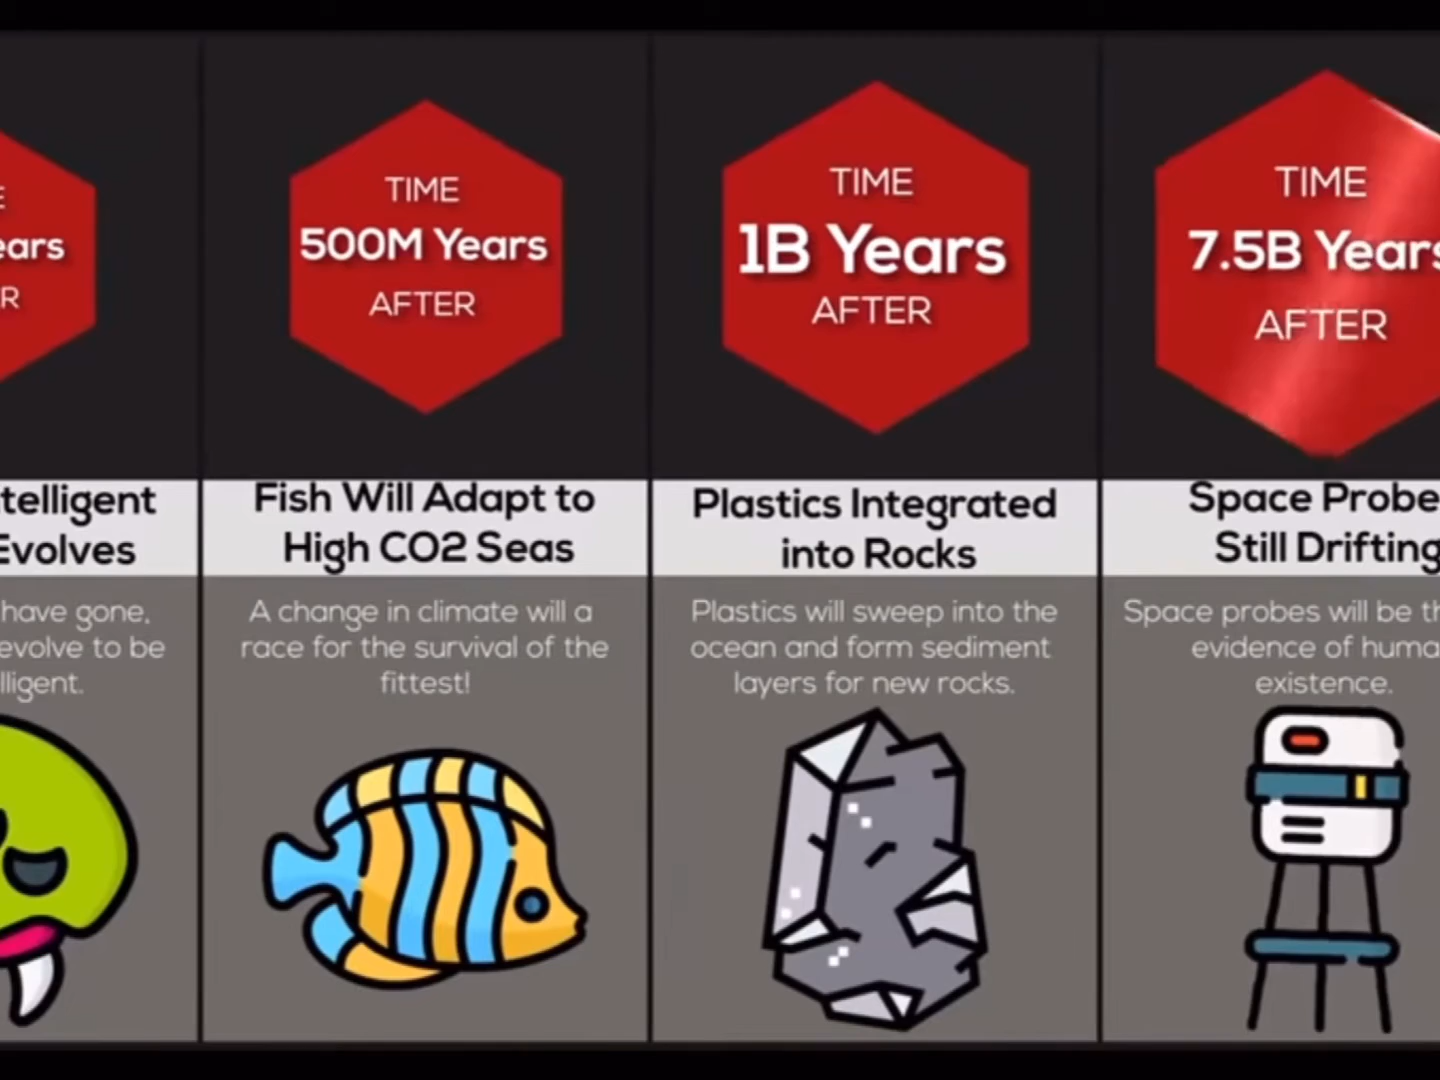 ears
R
telligent
Evolves
have gone,
evolve to be
lligent.
TIME
500M Years
AFTER
Fish Will Adapt to
High CO2 Seas
A change in climate will a
race for the survival of the
fittest!
TIME
1B Years
AFTER
Plastics Integrated
into Rocks
Plastics will sweep into the
ocean and form sediment
layers for new rocks.
TIME
7.5B Years
AFTER
Space Probe
Still Drifting
Space probes will be th
evidence of huma
existence.